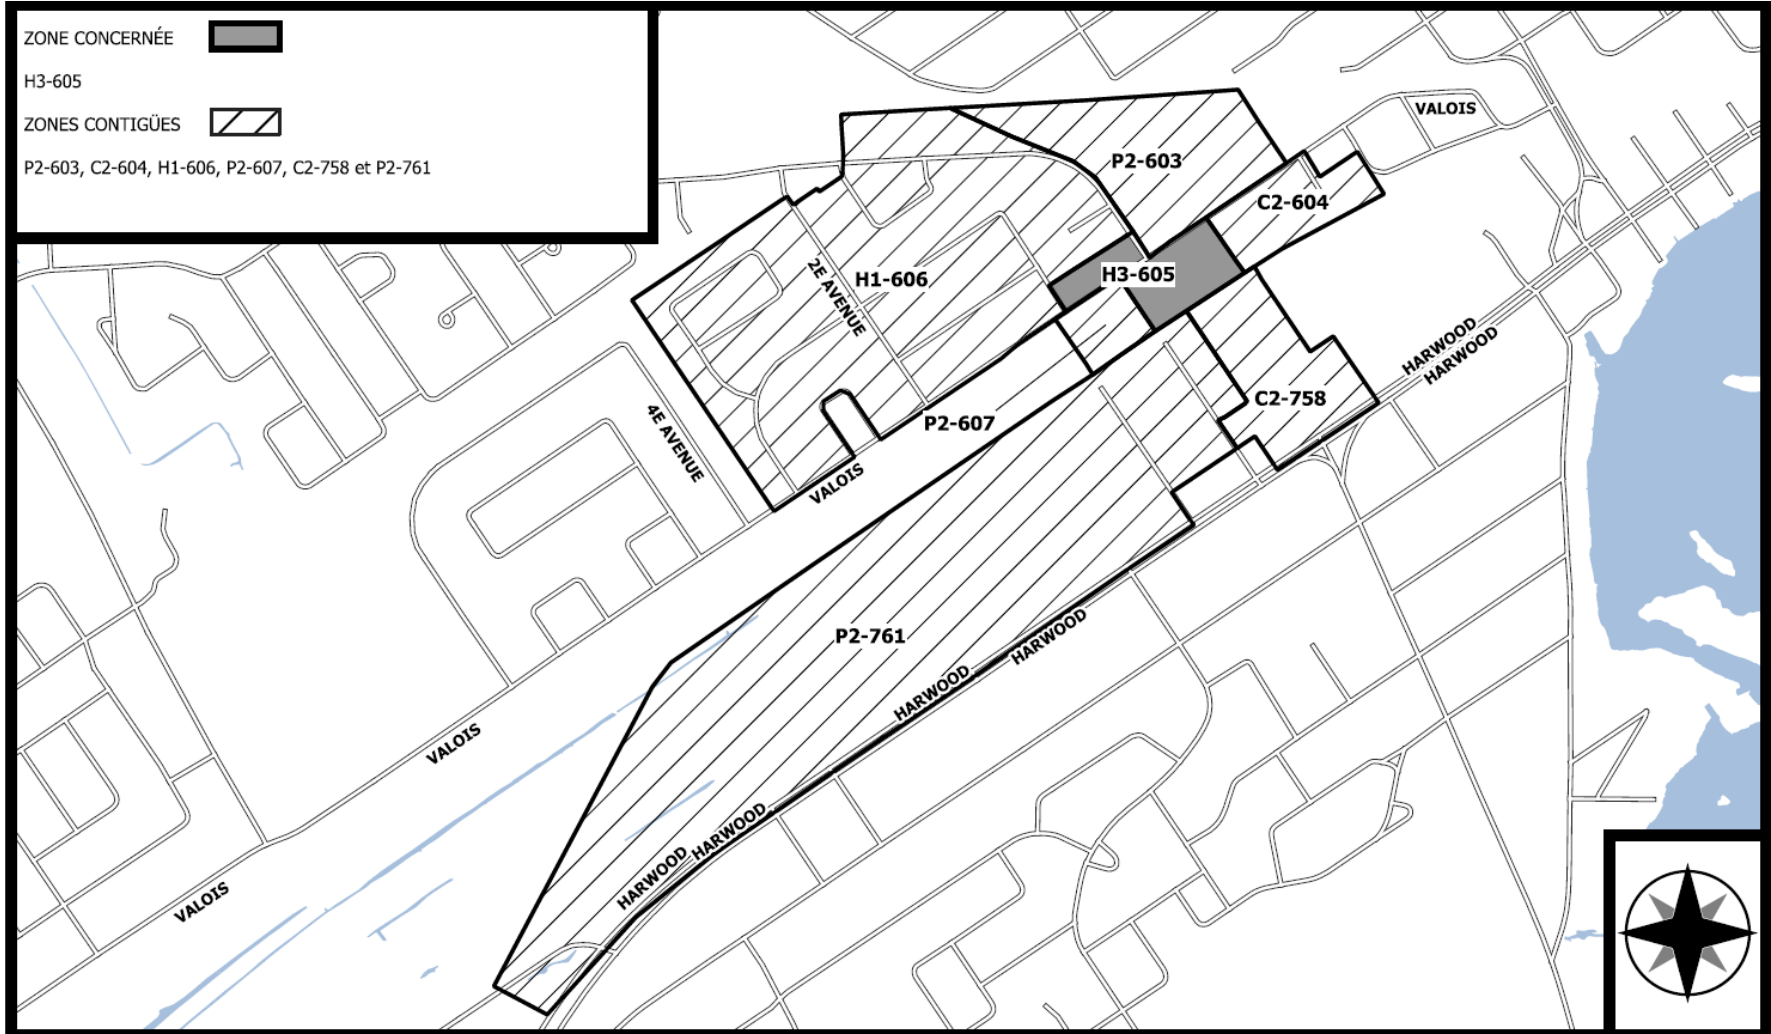 ZONE CONCERNÉE
H3-605
ZONES CONTIGÜES
P2-603, C2-604, H1-606, P2-607, C2-758 et P2-761
VALOIS
P2-603
C2-604
H3-605
2E AVENUE
H1-606
HARWOOD
HARWOOD
C2-758
4E AVENUE
P2-607
VALOIS
P2-761
HARWOOD
HARWOOD
VALOIS
HARWOOD
HARWOOD
VALOIS